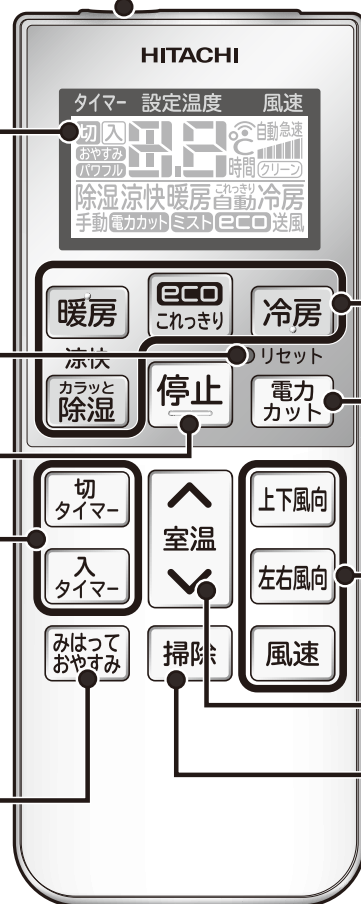 HITACHI
タイマー 設定温度 風速
切 入 8.8 ℃ 自動 急速
おやすみ
パワフル 時間 クリーン
除湿 涼快 暖房 これっきり自動 冷房
手動 電力カット ミスト eco 送風
暖房
eco
これっきり
冷房
涼快
リセット
カラッと
除湿
停止
電力
カット
切
タイマー
室温
上下風向
入
タイマー
左右風向
みはって
おやすみ
掃除
風速